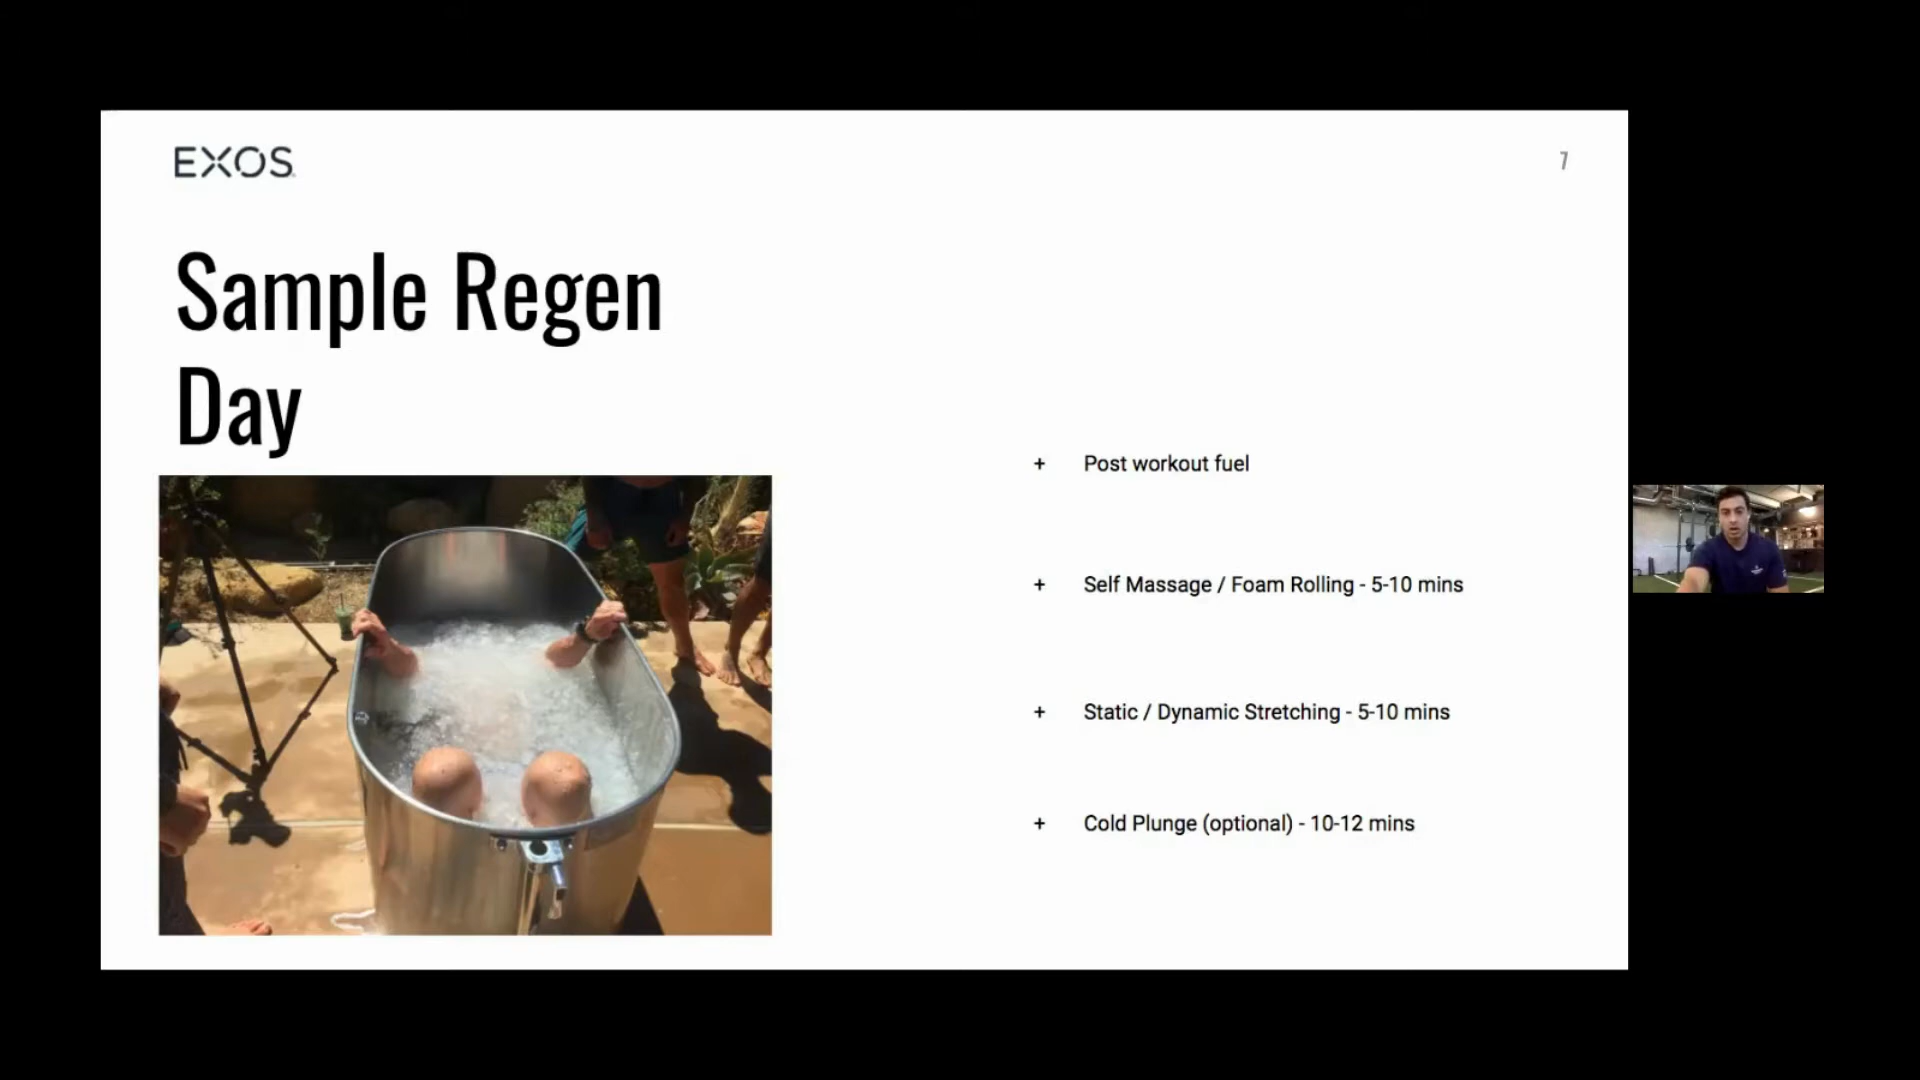 EXOS
7
Sample Regen
Day
+ Post workout fuel
+ Self Massage / Foam Rolling - 5-10 mins
+ Static / Dynamic Stretching - 5-10 mins
+ Cold Plunge (optional) - 10-12 mins